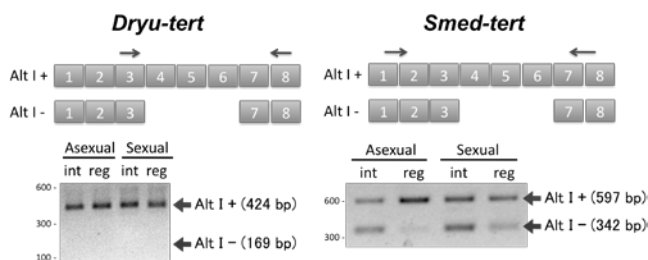 Dryu-tert
Alt I + 1 2 3 4 5 6 7 8
Alt I - 1 2 3 7 8
Asexual Sexual
int reg int reg
600 -
Alt I + (424 bp)
300 -
Alt I - (169 bp)
100 -
Smed-tert
Alt I + 1 2 3 4 5 6 7 8
Alt I - 1 2 3 7 8
Asexual Sexual
int reg int reg
600 -
Alt I + (597 bp)
Alt I - (342 bp)
300 -